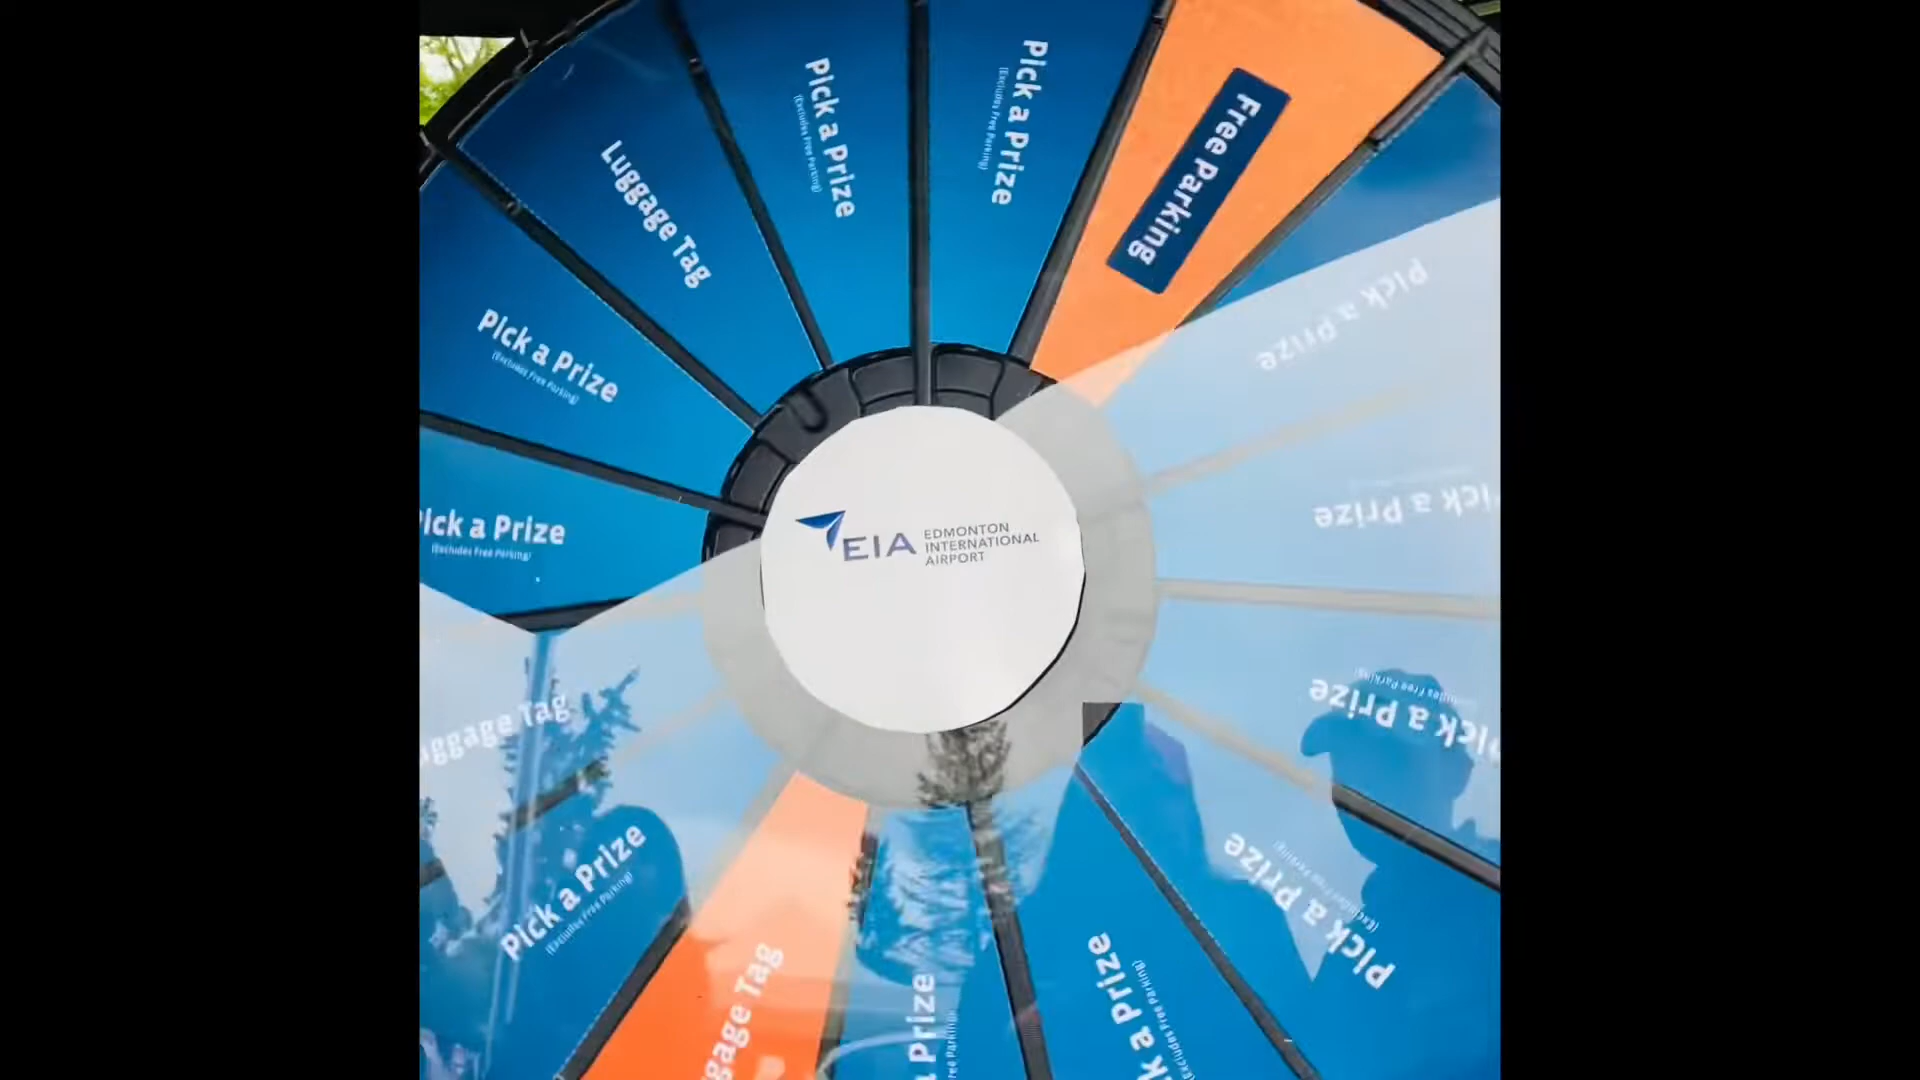 Pick a Prize
(Excludes Free Parking)
Pick a Prize
(Excludes Free Parking)
Free Parking
Luggage Tag
Pick a Prize
Pick a Prize
(Excludes Free Parking)
Pick a Prize
(Excludes Free Parking)
Pick a Prize
EIA EDMONTON
INTERNATIONAL
AIRPORT
Pick a Prize
Luggage Tag
Pick a Prize
(Excludes Free Parking)
Pick a Prize
(Excludes Free Parking)
Luggage Tag
a Prize
Free Parking)
k a Prize
(Excludes Free Parking)